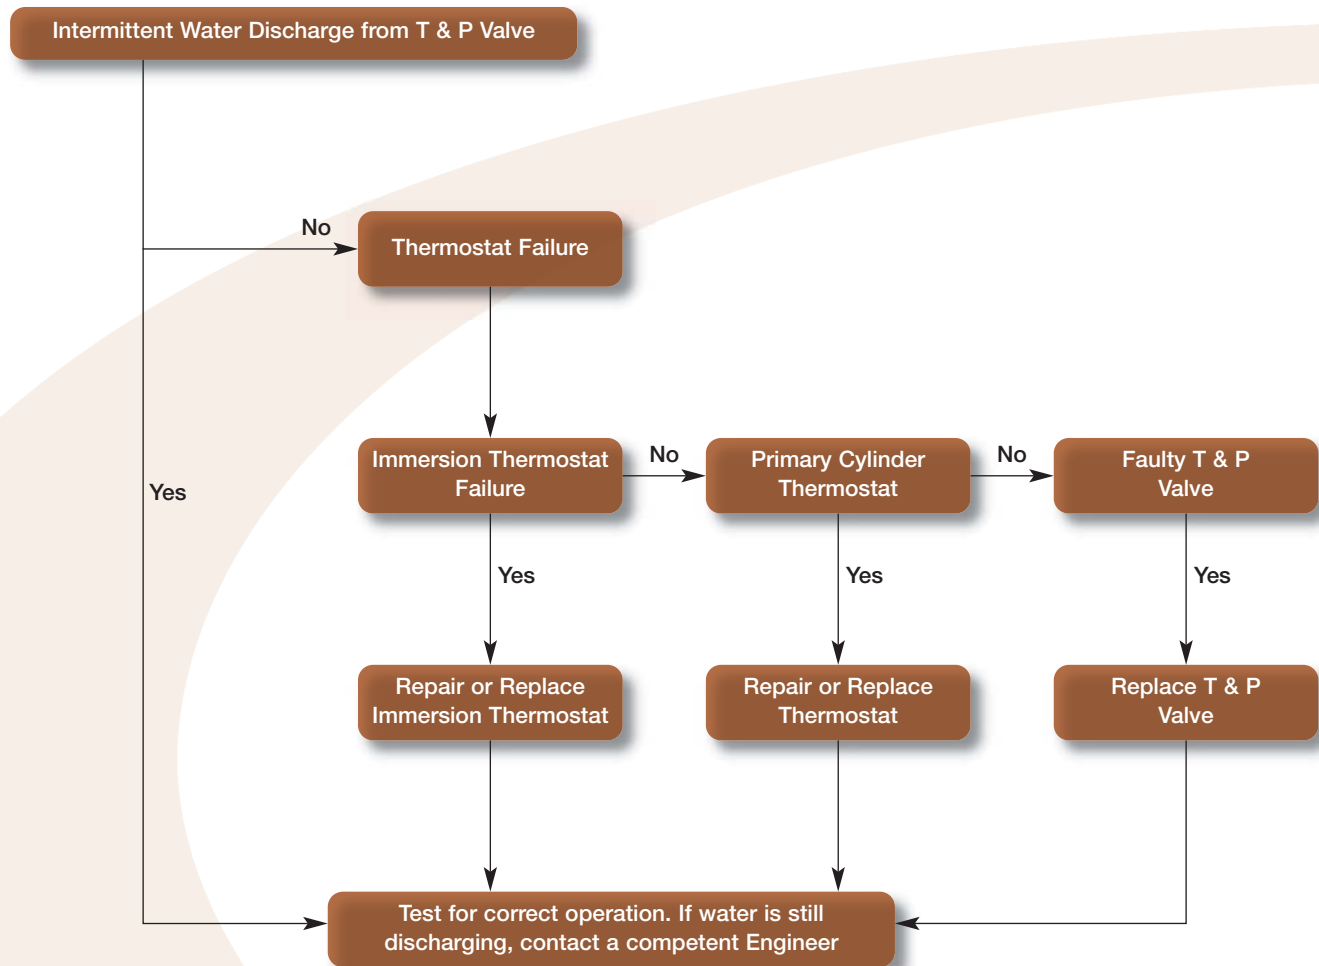 Intermittent Water Discharge from T & P Valve
No
Thermostat Failure
Immersion Thermostat
Failure
No
Primary Cylinder
Thermostat
No
Faulty T & P
Valve
Yes
Yes
Yes
Yes
Repair or Replace
Immersion Thermostat
Repair or Replace
Thermostat
Replace T & P
Valve
Test for correct operation. If water is still
discharging, contact a competent Engineer